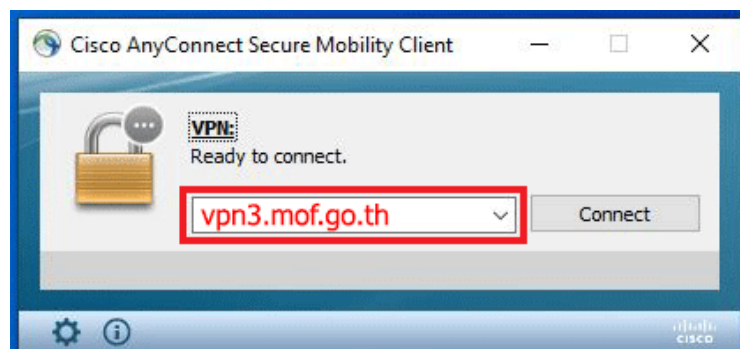 Cisco AnyConnect Secure Mobility Client
VPN:
Ready to connect.
vpn3.mof.go.th
Connect
cisco